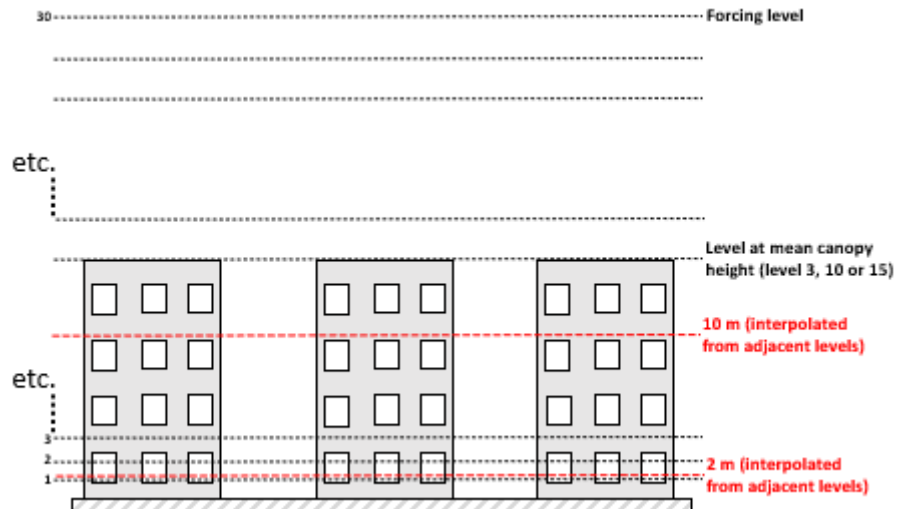 30
Forcing level
etc.
Level at mean canopy
height (level 3, 10 or 15)
10 m (interpolated
from adjacent levels)
etc.
3
2
1
2 m (interpolated
from adjacent levels)